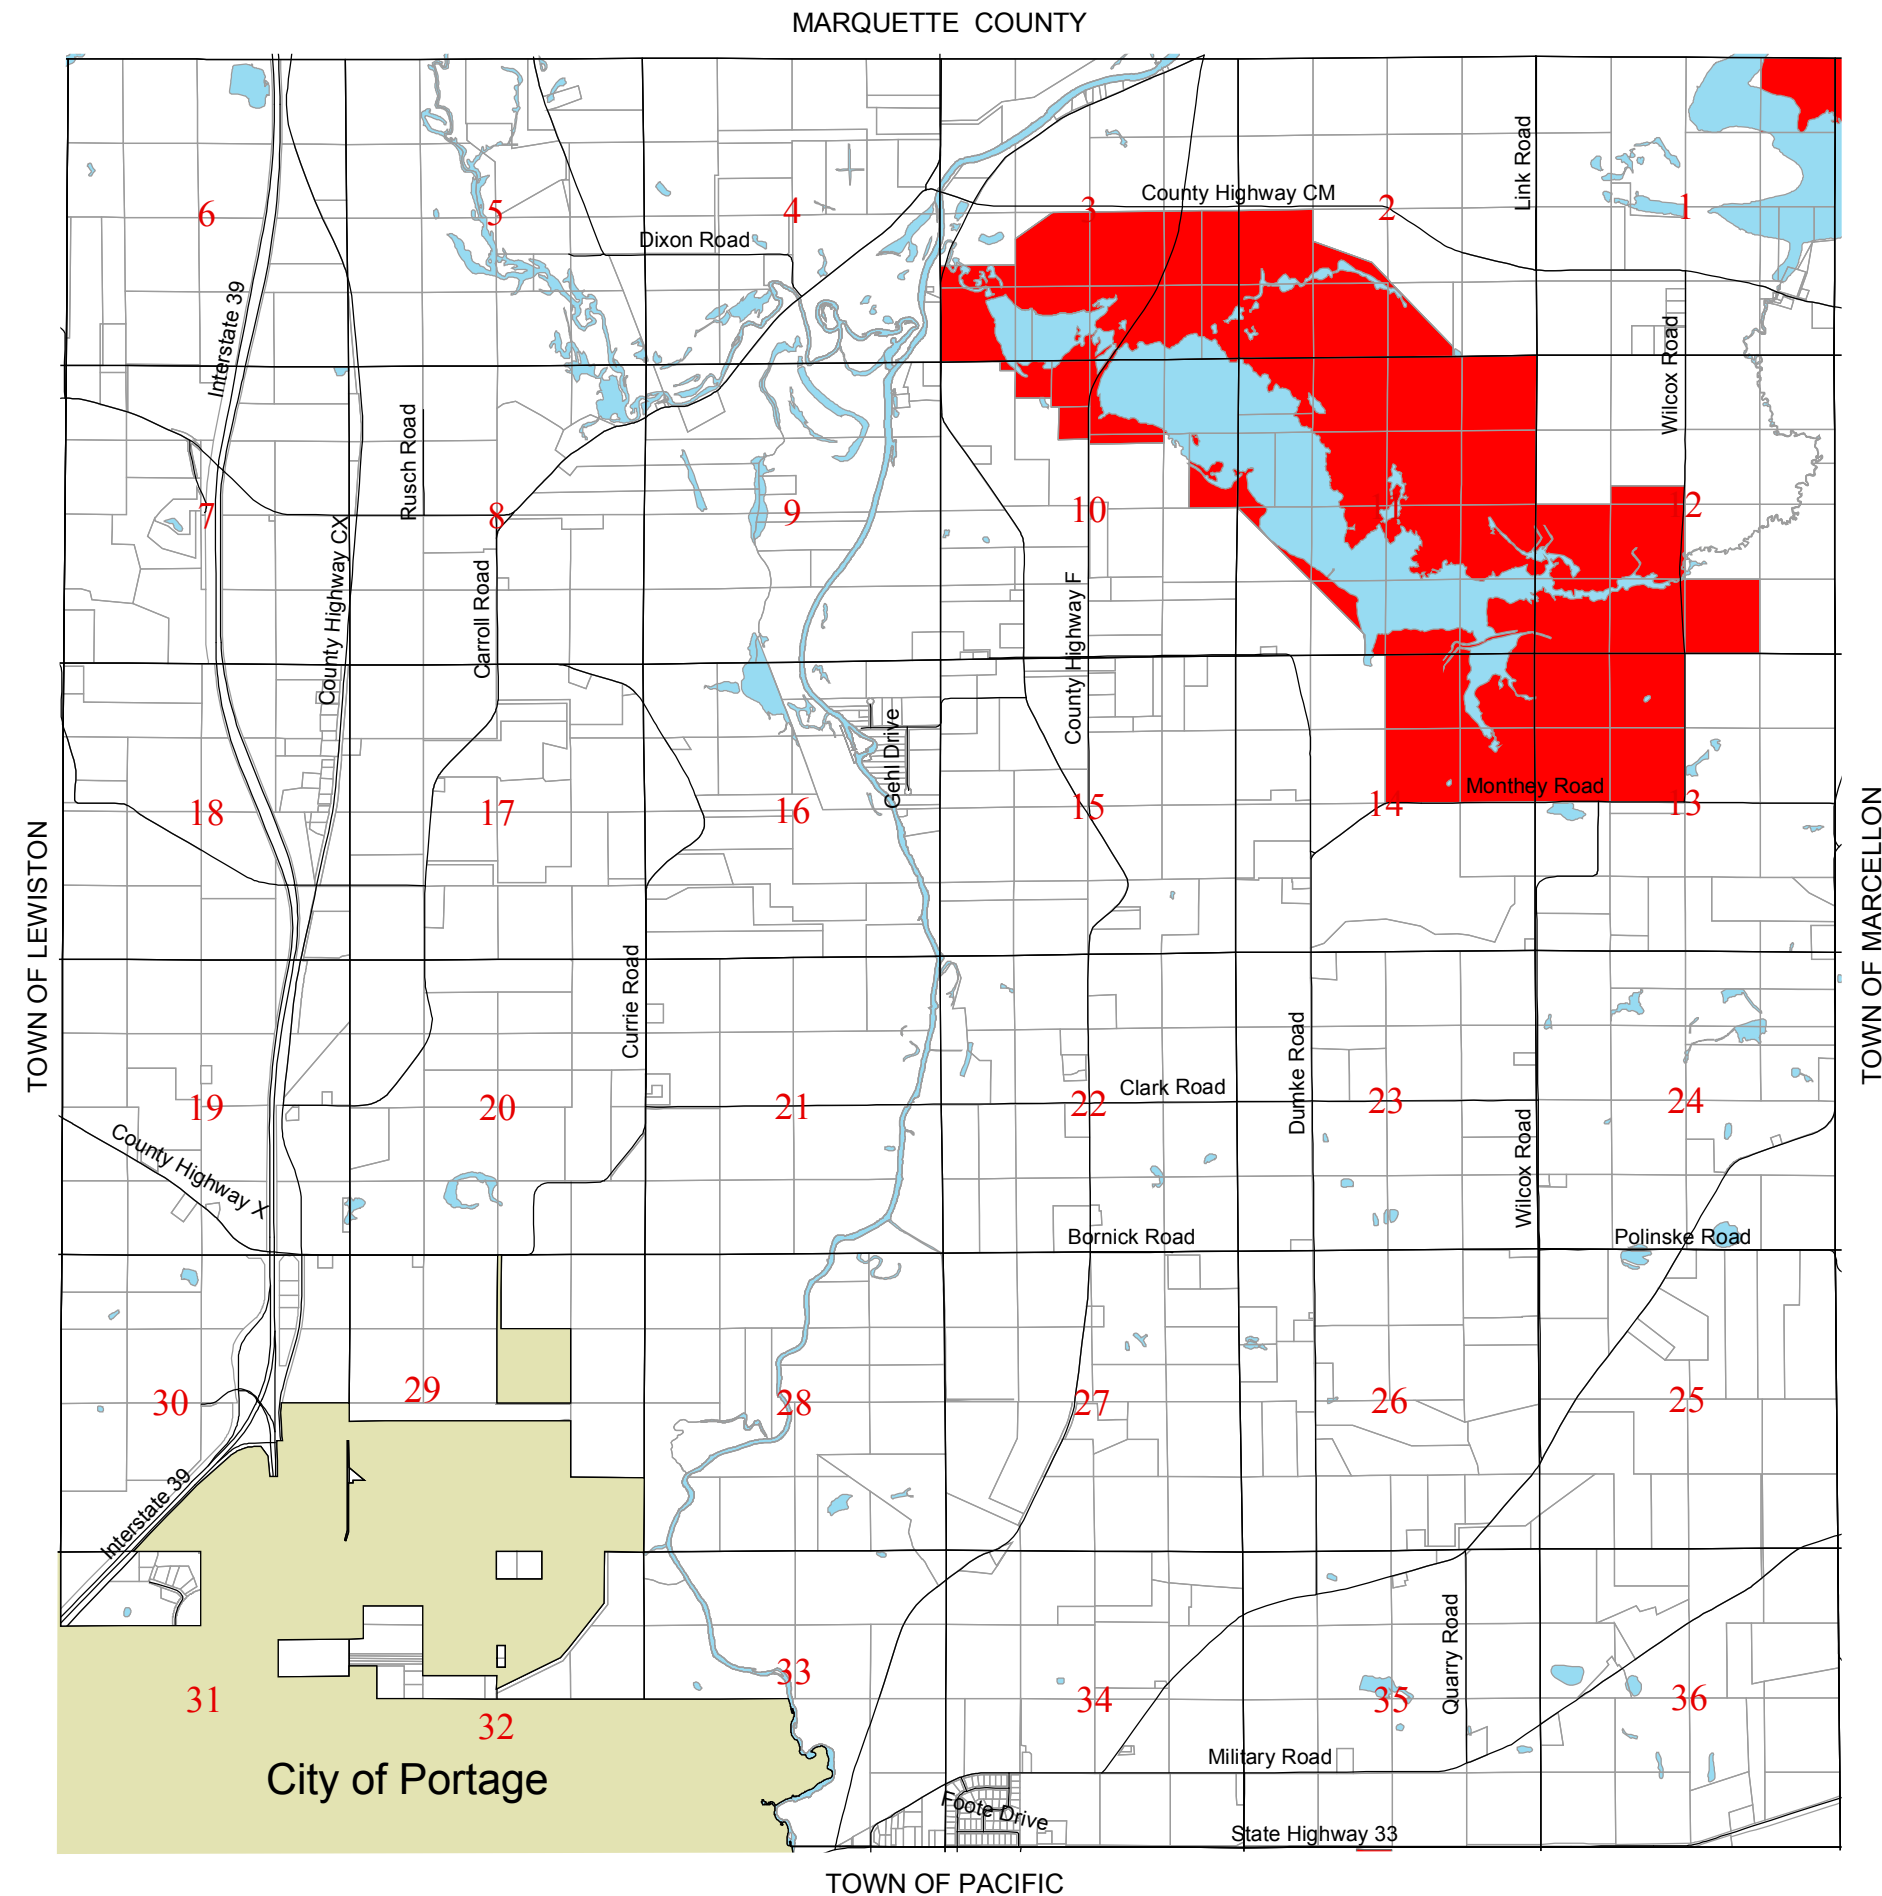 MARQUETTE COUNTY
Link Road
County Highway CM
6
5
4
3
2
1
Dixon Road
Interstate 39
Wilcox Road
Rusch Road
7
8
9
10
12
County Highway CX
Carroll Road
County Highway F
Gehl Drive
Monthey Road
18
17
16
15
14
13
TOWN OF LEWISTON
TOWN OF MARCELLON
Currie Road
Dumke Road
Clark Road
19
20
21
22
23
24
County Highway X
Wilcox Road
Bornick Road
Polinske Road
30
29
28
27
26
25
Interstate 39
Quarry Road
31
32
33
34
35
36
City of Portage
Military Road
Foote Drive
State Highway 33
TOWN OF PACIFIC